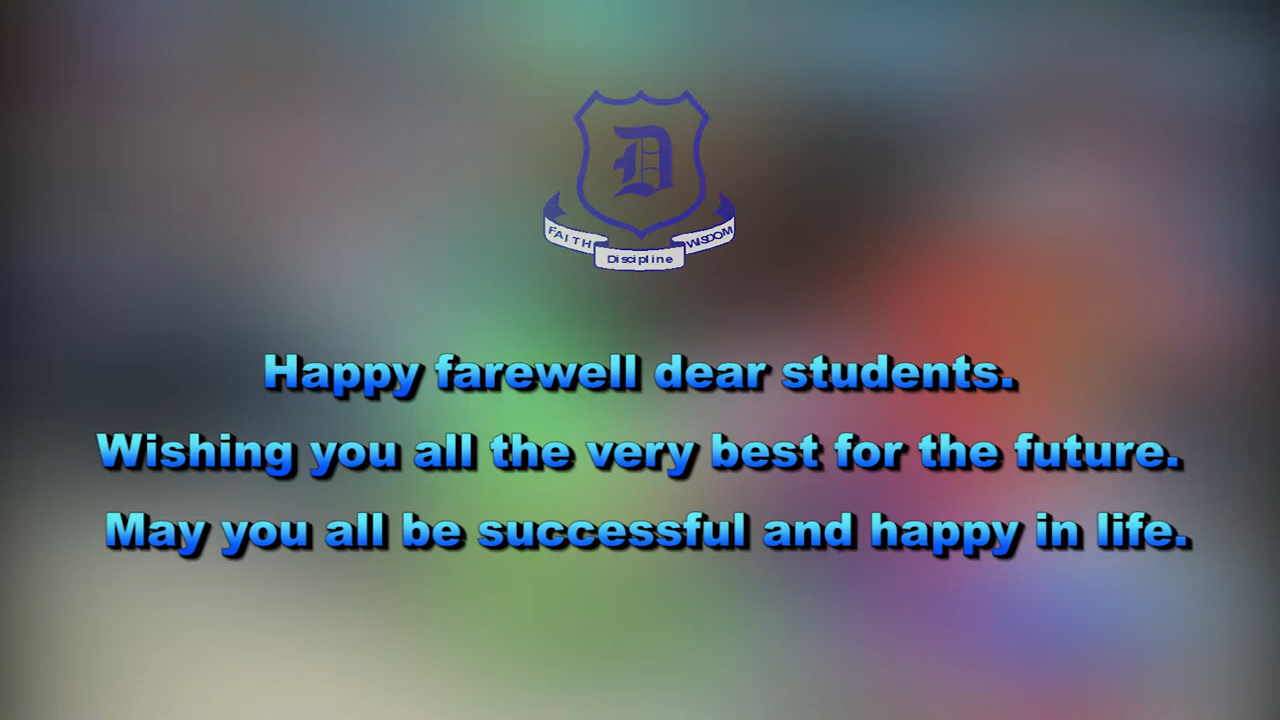 D
FAITH
Discipline
WISDOM
Happy farewell dear students.
Wishing you all the very best for the future.
May you all be successful and happy in life.